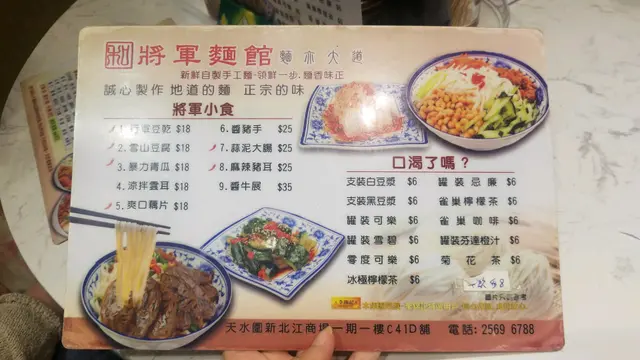 將軍麵館 麵亦大道
新鮮自製手工麵·領鮮一步·麵香味正
誠心製作 地道的麵 正宗的味
將軍小食
豆乾 $18
2. 雪山豆腐 $18
3. 暴力青瓜 $18
4. 涼拌雲耳 $18
5. 爽口藕片 $18
6. 醬豬手 $25
7. 蒜泥大腸 $25
8. 麻辣豬耳 $25
9. 醬牛展 $35
口渴了嗎？
支裝白豆漿 $6
支裝黑豆漿 $6
罐裝可樂 $6
罐裝雪碧 $6
零度可樂 $6
冰極檸檬茶 $6
罐裝忌廉 $6
雀巢檸檬茶 $6
雀巢咖啡 $6
罐裝芬達橙汁 $6
菊花茶 $6
圖片只供參考
天水圍新北江商場一期一樓C41D舖 電話: 2569 6788